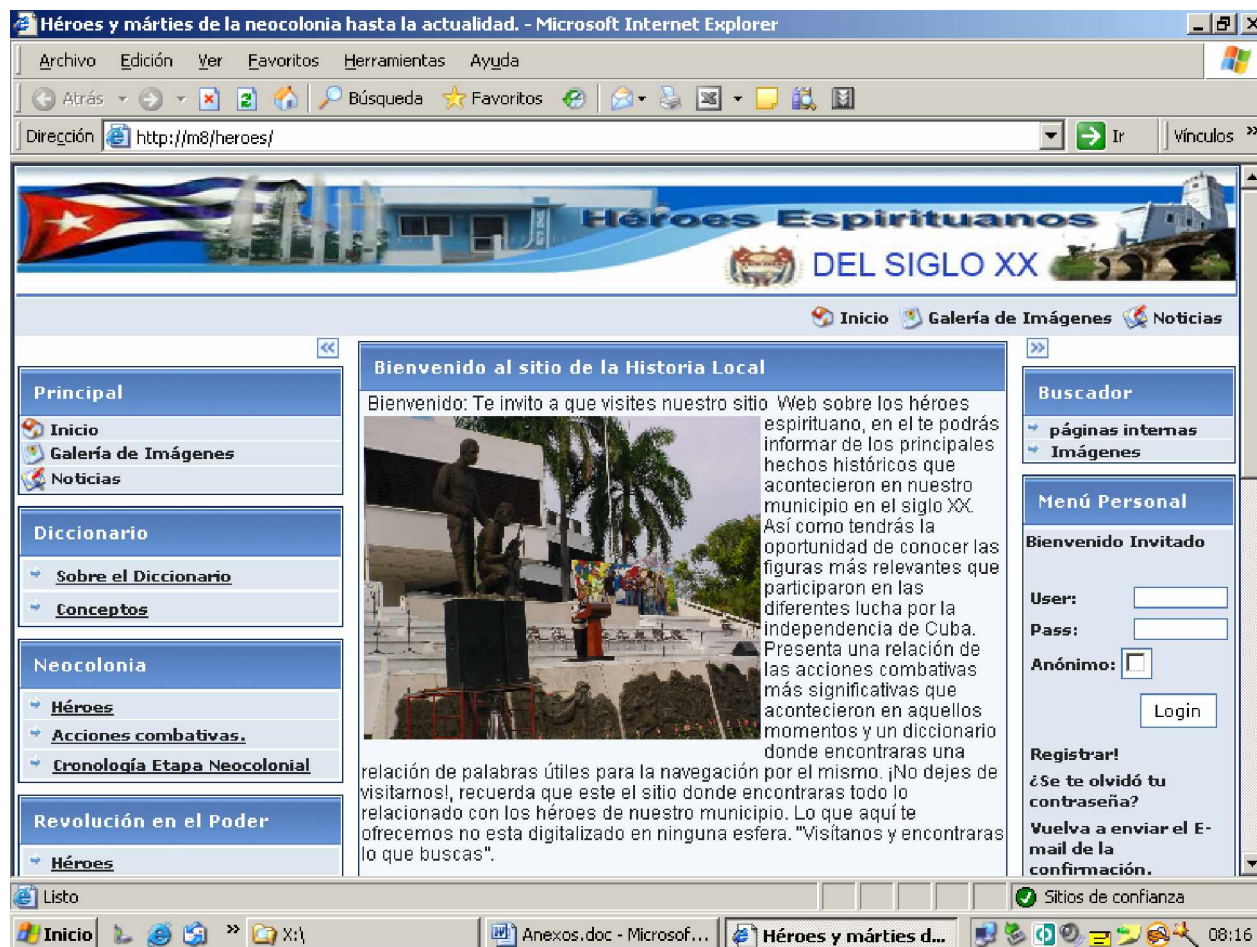 Héroes y márties de la neocolonia hasta la actualidad. - Microsoft Internet Explorer
Archivo Edición Ver Favoritos Herramientas Ayuda
Atrás Búsqueda Favoritos
Dirección http://m8/heroes/ Ir Vínculos »
Héroes Espirituanos
DEL SIGLO XX
Inicio Galería de Imágenes Noticias
Principal
Inicio
Galería de Imágenes
Noticias
Diccionario
Sobre el Diccionario
Conceptos
Neocolonia
Héroes
Acciones combativas.
Cronología Etapa Neocolonial
Revolución en el Poder
Héroes
Bienvenido al sitio de la Historia Local
Bienvenido: Te invito a que visites nuestro sitio Web sobre los héroes
espirituano, en el te podrás
informar de los principales
hechos históricos que
acontecieron en nuestro
municipio en el siglo XX.
Así como tendrás la
oportunidad de conocer las
figuras más relevantes que
participaron en las
diferentes lucha por la
independencia de Cuba.
Presenta una relación de
las acciones combativas
más significativas que
acontecieron en aquellos
momentos y un diccionario
donde encontraras una
relación de palabras útiles para la navegación por el mismo. ¡No dejes de
visitarnos!, recuerda que este el sitio donde encontraras todo lo
relacionado con los héroes de nuestro municipio. Lo que aquí te
ofrecemos no esta digitalizado en ninguna esfera. "Visítanos y encontraras
lo que buscas".
Buscador
páginas internas
Imágenes
Menú Personal
Bienvenido Invitado
User:
Pass:
Anónimo:
Login
Registrar!
¿Se te olvidó tu
contraseña?
Vuelva a enviar el E-
mail de la
confirmación.
Listo Sitios de confianza
Inicio » X:\ Anexos.doc - Microsof... Héroes y márties d... 08:16